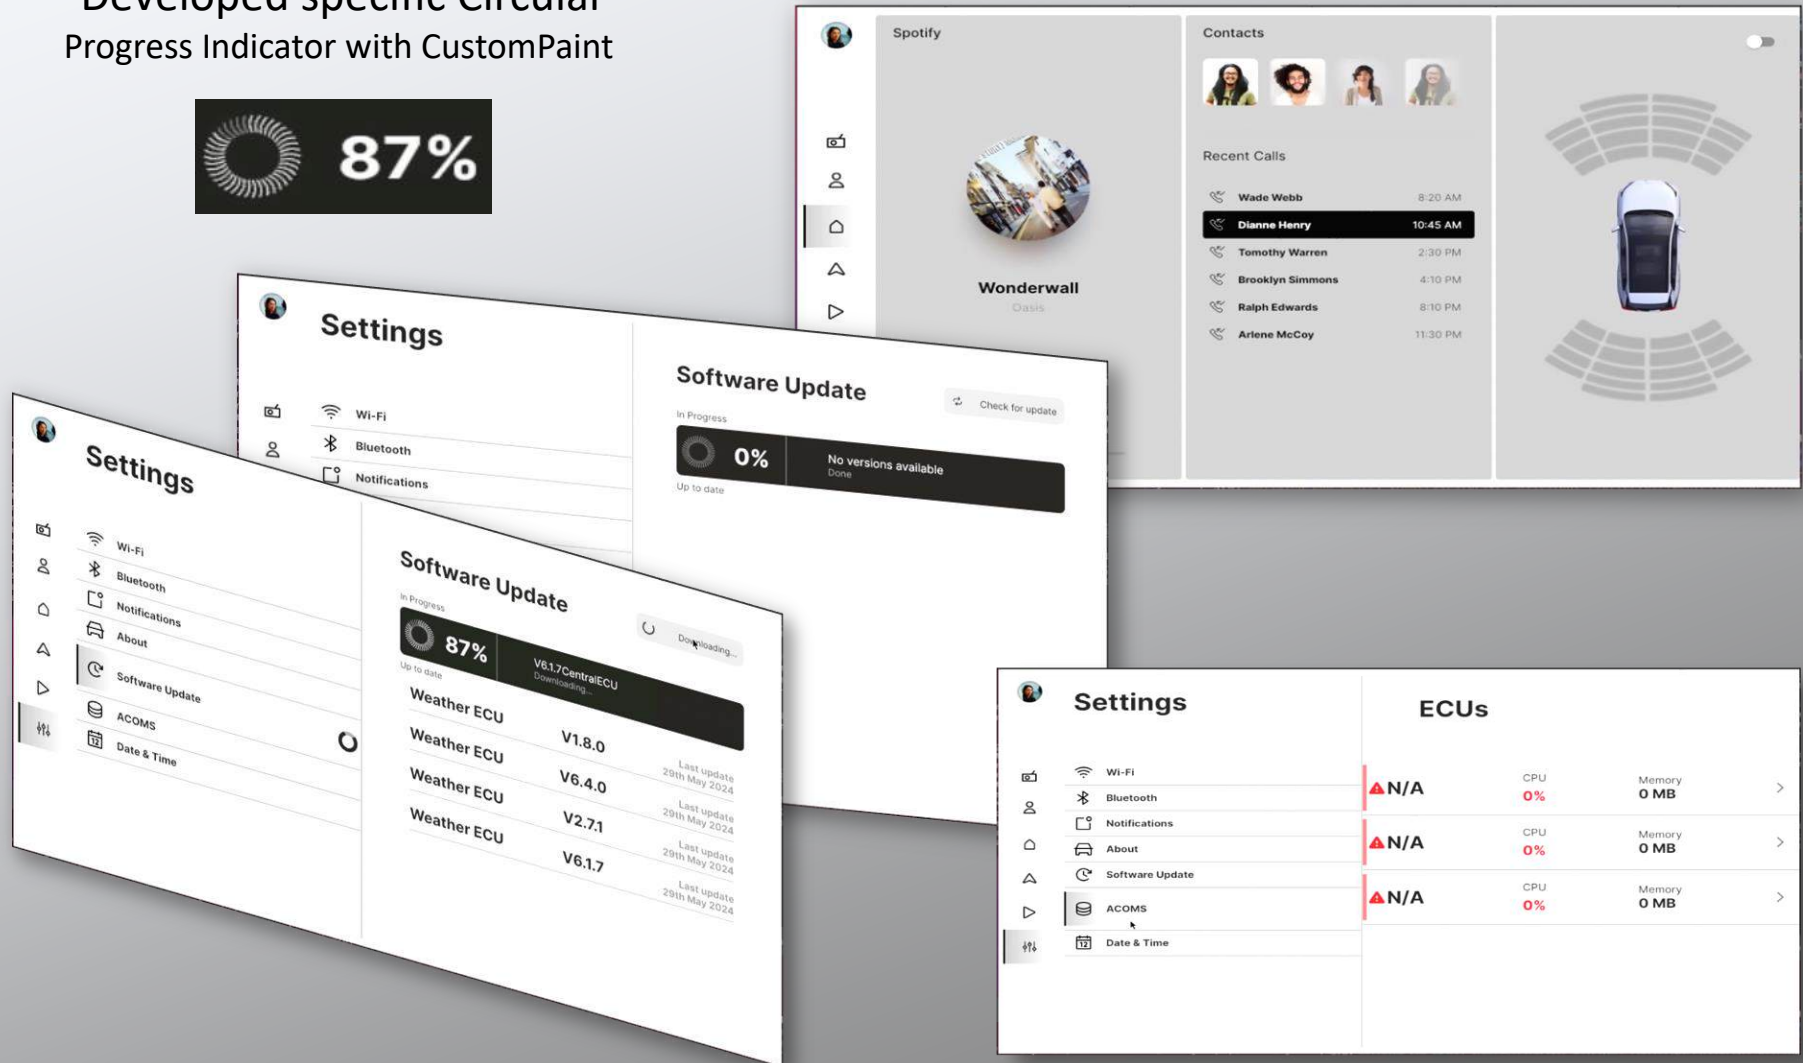 Developed specific Circular
Progress Indicator with CustomPaint
87%
Spotify
Wonderwall
Oasis
Contacts
Recent Calls
Wade Webb 8:20 AM
Dianne Henry 10:45 AM
Tomothy Warren 2:30 PM
Brooklyn Simmons 4:10 PM
Ralph Edwards 8:10 PM
Arlene McCoy 11:30 PM
Settings
Wi-Fi
Bluetooth
Notifications
Software Update
Check for update
In Progress
0%
No versions available
Done
Up to date
Settings
Wi-Fi
Bluetooth
Notifications
About
Software Update
ACOMS
12
Date & Time
Software Update
Downloading...
In Progress
87%
V6.1.7CentralECU
Downloading...
Up to date
Weather ECU V1.8.0 Last update
29th May 2024
Weather ECU V6.4.0 Last update
29th May 2024
Weather ECU V2.7.1 Last update
29th May 2024
Weather ECU V6.1.7 Last update
29th May 2024
Settings
Wi-Fi
Bluetooth
Notifications
About
Software Update
ACOMS
12
Date & Time
ECUs
N/A
CPU
0%
Memory
0 MB
N/A
CPU
0%
Memory
0 MB
N/A
CPU
0%
Memory
0 MB